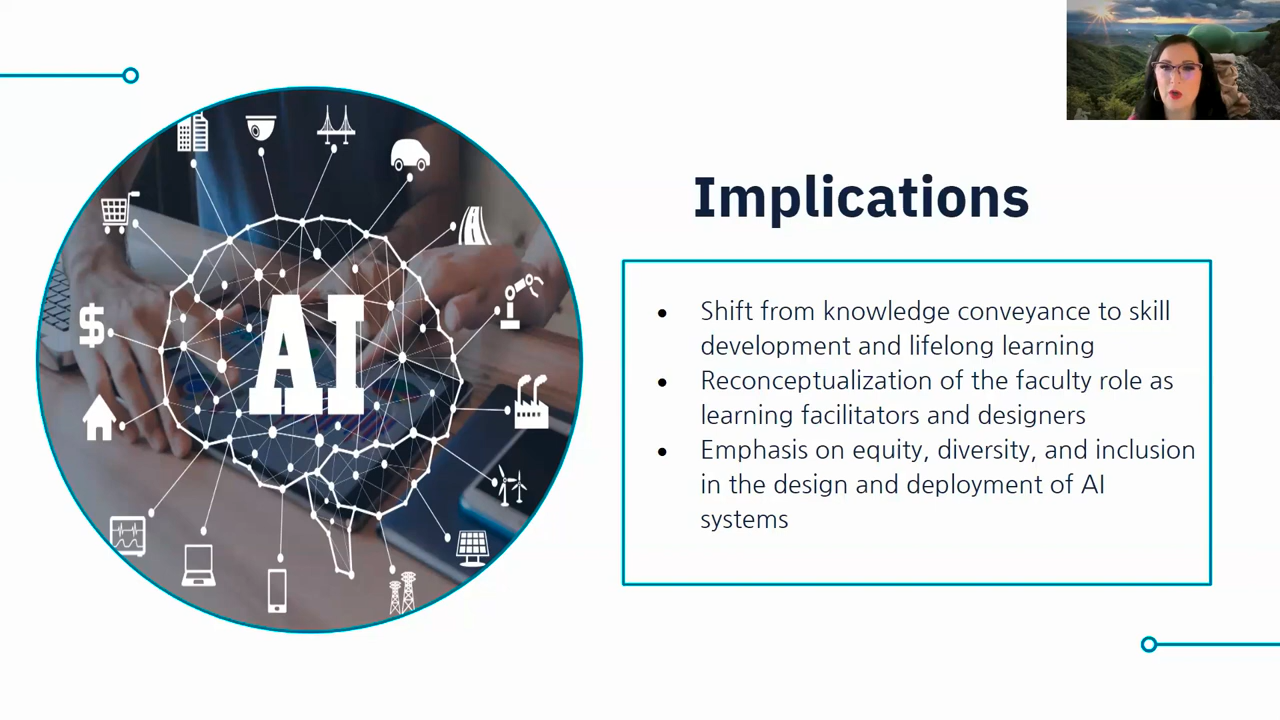 AI
$
Implications
• Shift from knowledge conveyance to skill
development and lifelong learning
• Reconceptualization of the faculty role as
learning facilitators and designers
• Emphasis on equity, diversity, and inclusion
in the design and deployment of AI
systems